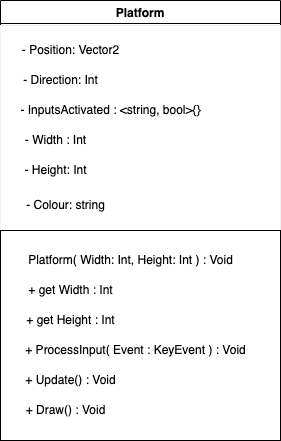 Platform
- Position: Vector2
- Direction: Int
- InputsActivated : <string, bool>{}
- Width : Int
- Height: Int
- Colour: string
Platform( Width: Int, Height: Int ) : Void
+ get Width : Int
+ get Height : Int
+ ProcessInput( Event : KeyEvent ) : Void
+ Update() : Void
+ Draw() : Void